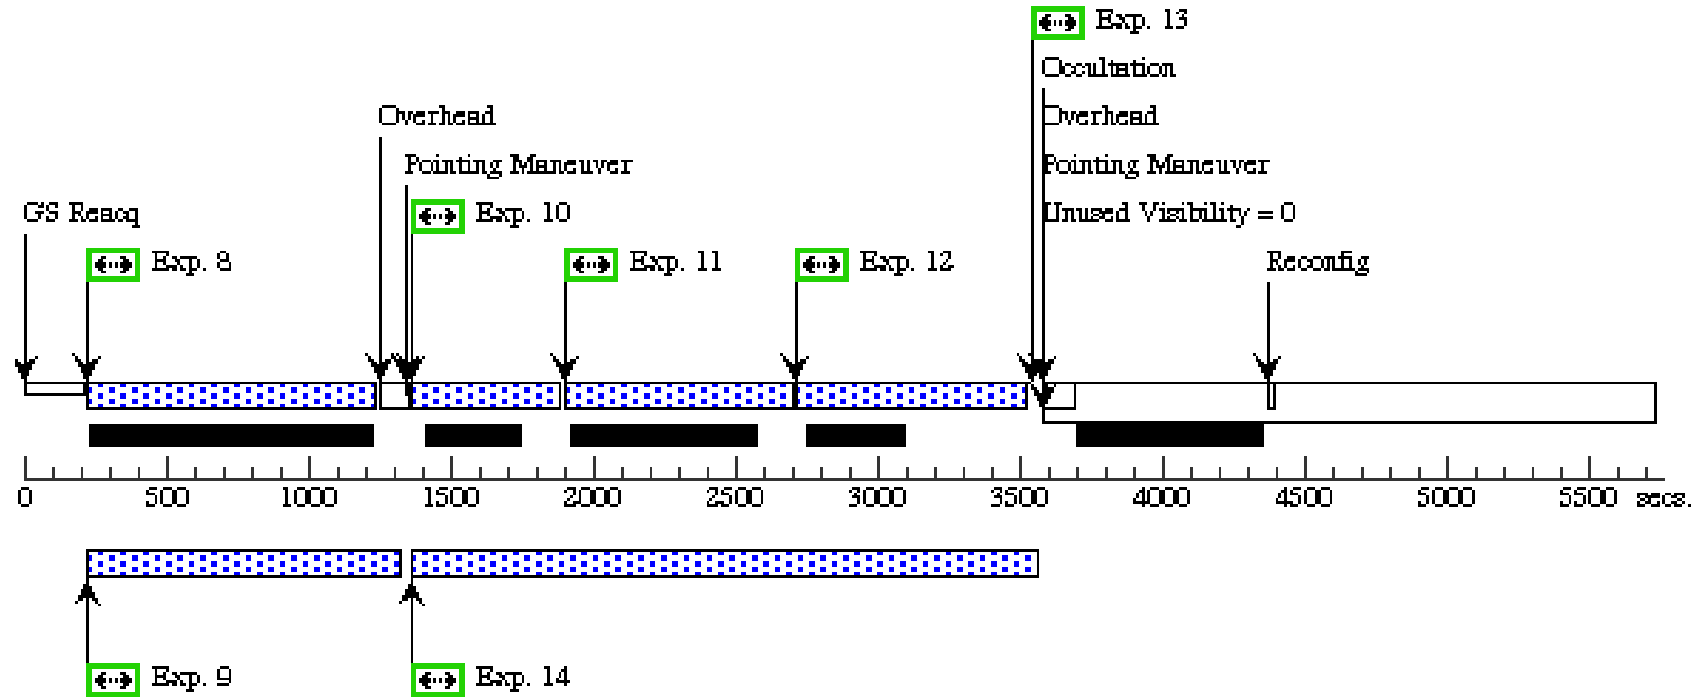 Exp. 13
Occultation
Overhead
Overhead
Pointing Maneuver
Pointing Maneuver
GS Reacq
Exp. 10
Unused Visibility = 0
Exp. 8
Exp. 11
Exp. 12
Reconfig
0 500 1000 1500 2000 2500 3000 3500 4000 4500 5000 5500 secs.
Exp. 9
Exp. 14